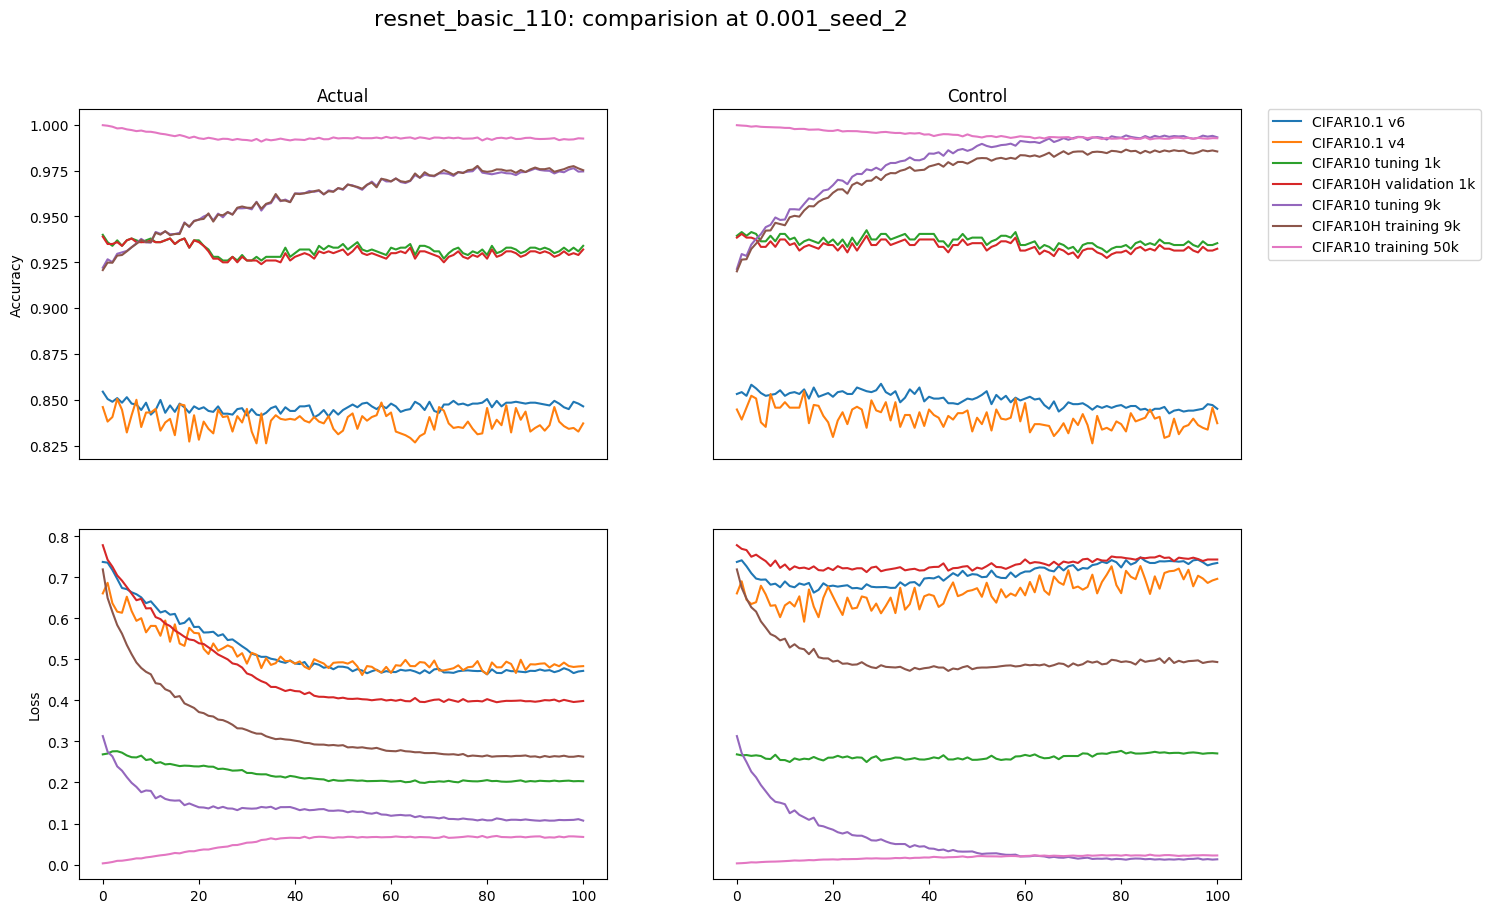 resnet_basic_110: comparision at 0.001_seed_2
Actual
Control
Accuracy
1.000
0.975
0.950
0.925
0.900
0.875
0.850
0.825
CIFAR10.1 v6
CIFAR10.1 v4
CIFAR10 tuning 1k
CIFAR10H validation 1k
CIFAR10 tuning 9k
CIFAR10H training 9k
CIFAR10 training 50k
Loss
0.8
0.7
0.6
0.5
0.4
0.3
0.2
0.1
0.0
0 20 40 60 80 100
0 20 40 60 80 100